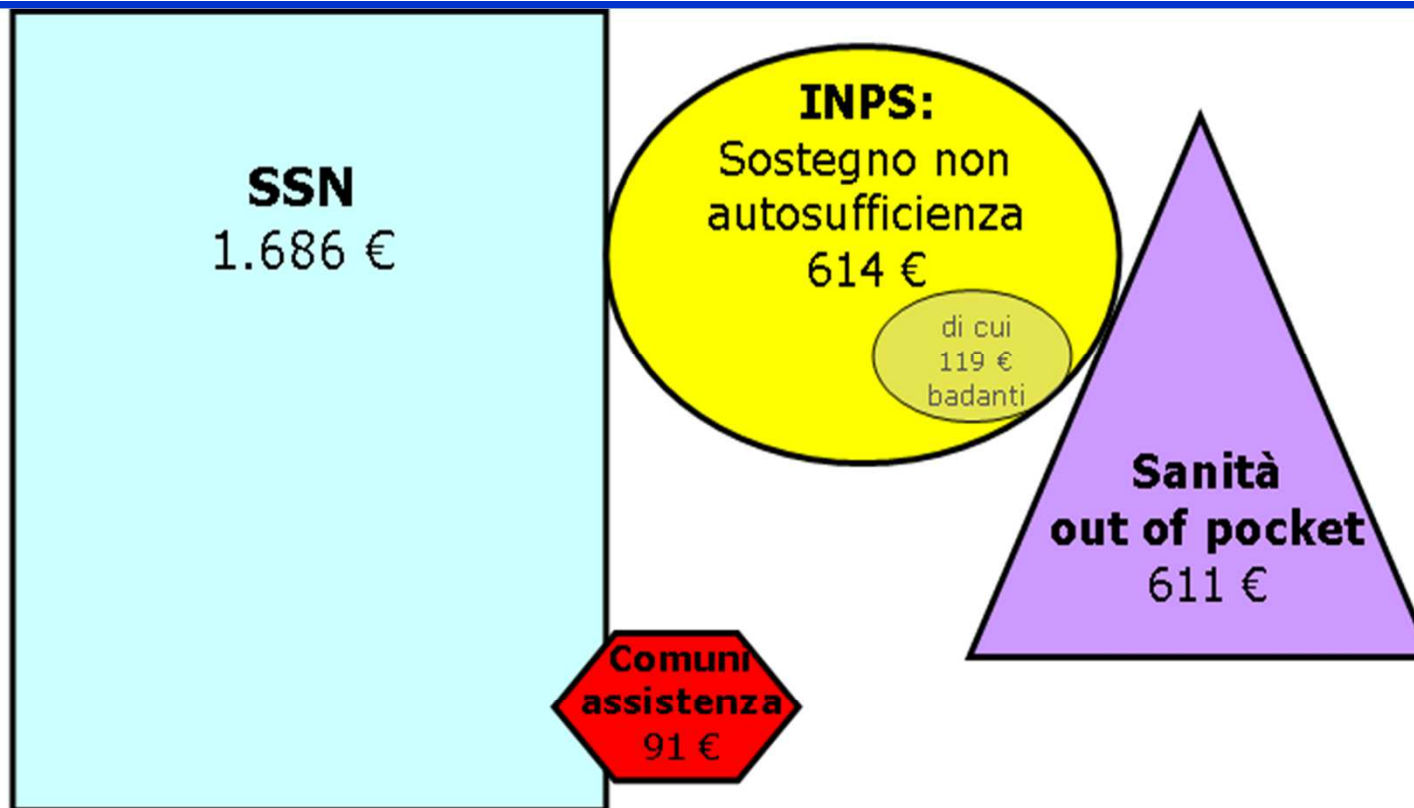 SSN
1.686 €
INPS:
Sostegno non
autosufficienza
614 €
di cui
119 €
badanti
Sanità
out of pocket
611 €
Comuni
assistenza
91 €